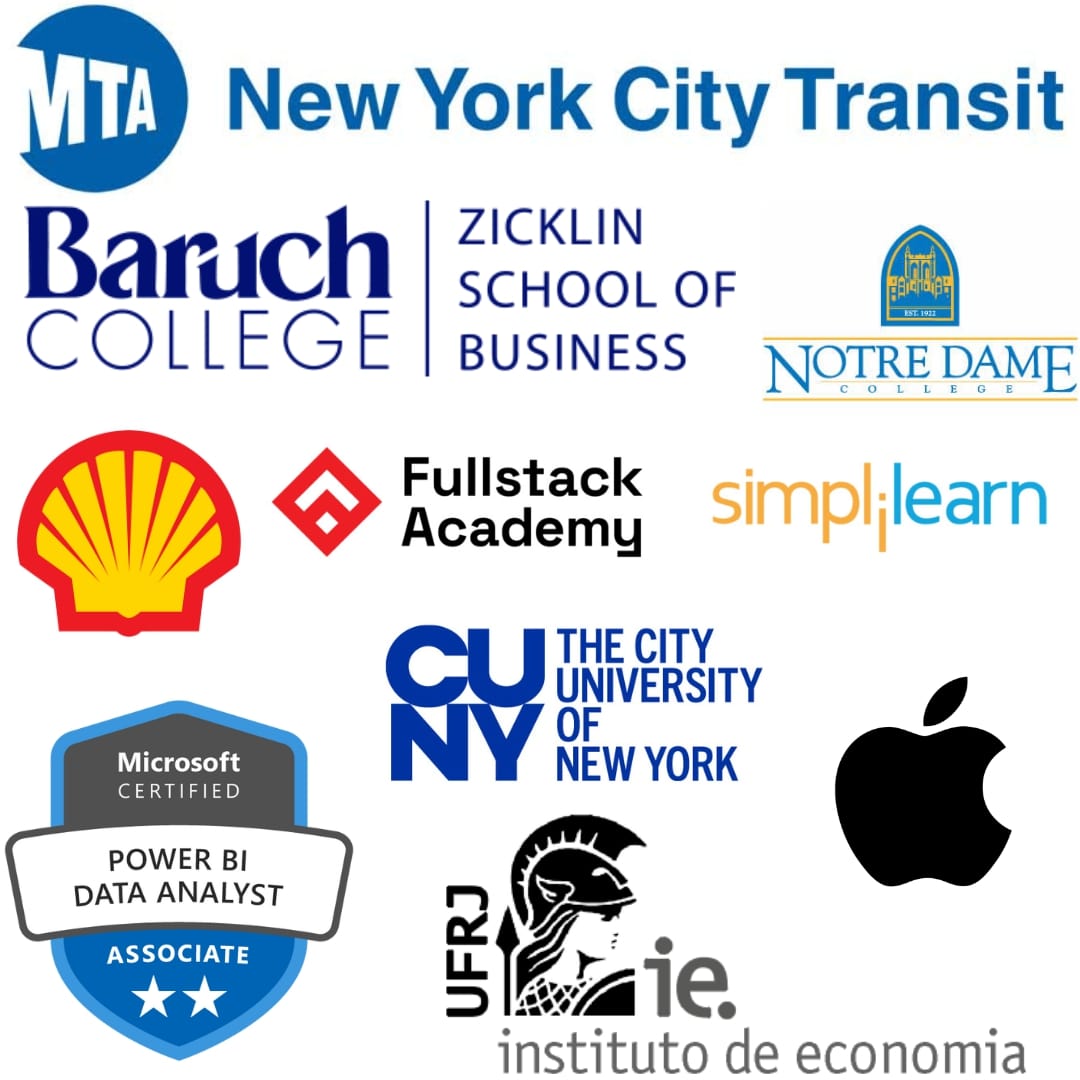 MTA New York City Transit
Baruch
COLLEGE
ZICKLIN
SCHOOL OF
BUSINESS
EST. 1922
NOTRE DAME
COLLEGE
Fullstack
Academy
simplilearn
CU
NY
THE CITY
UNIVERSITY
OF
NEW YORK
Microsoft
CERTIFIED
POWER BI
DATA ANALYST
ASSOCIATE
UFRJ
ie.
instituto de economia